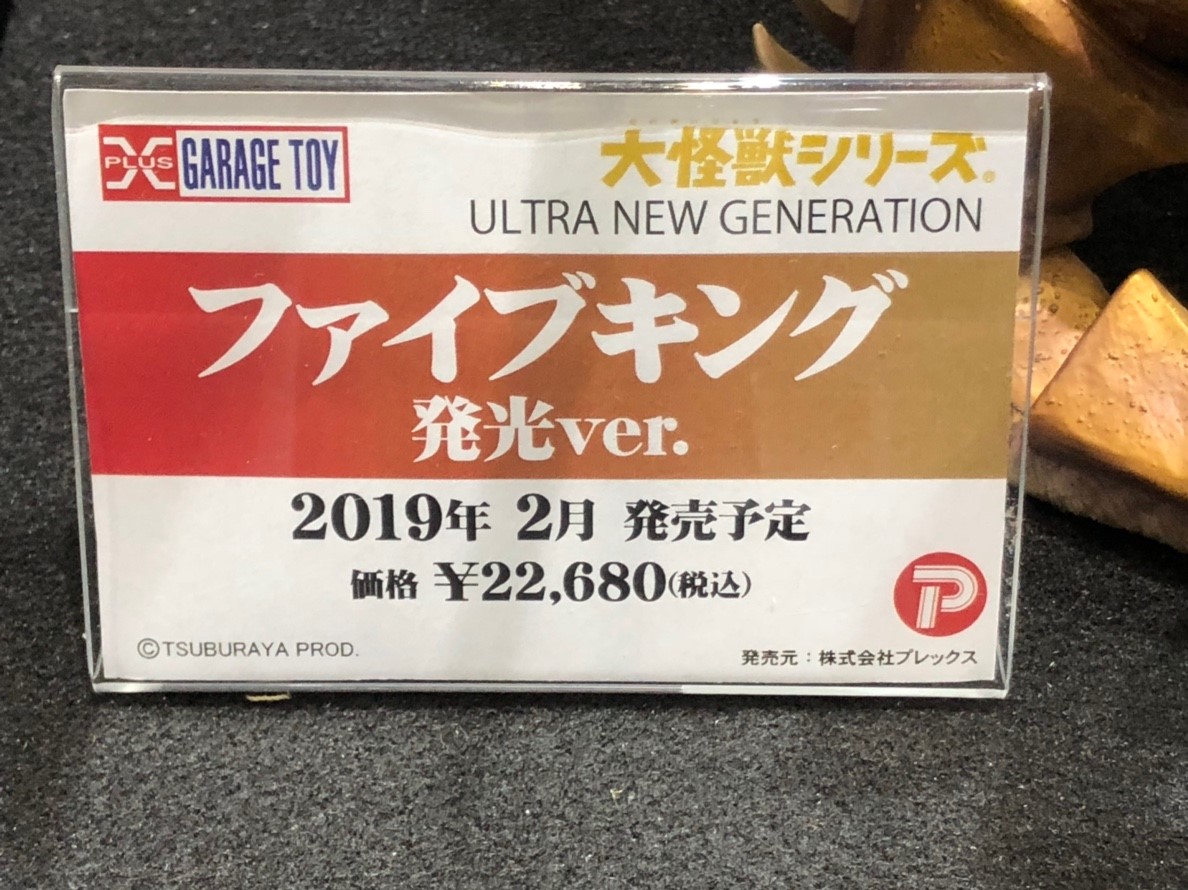 X PLUS GARAGE TOY
大怪獣シリーズ®
ULTRA NEW GENERATION
ファイブキング
発光ver.
2019年 2月 発売予定
価格 ¥22,680(税込)
©TSUBURAYA PROD.
発売元：株式会社プレックス